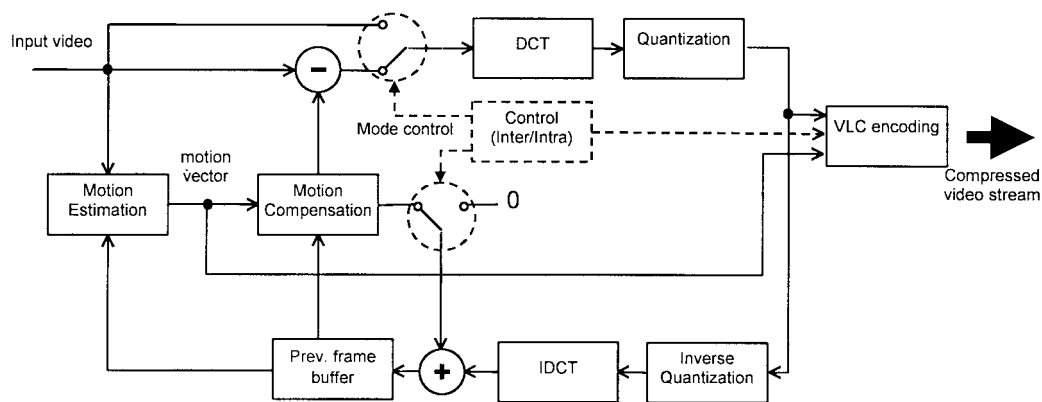 Input video
−
DCT
Quantization
Mode control
Control
(Inter/Intra)
VLC encoding
Compressed
video stream
motion
vector
Motion
Estimation
Motion
Compensation
0
Prev. frame
buffer
+
IDCT
Inverse
Quantization